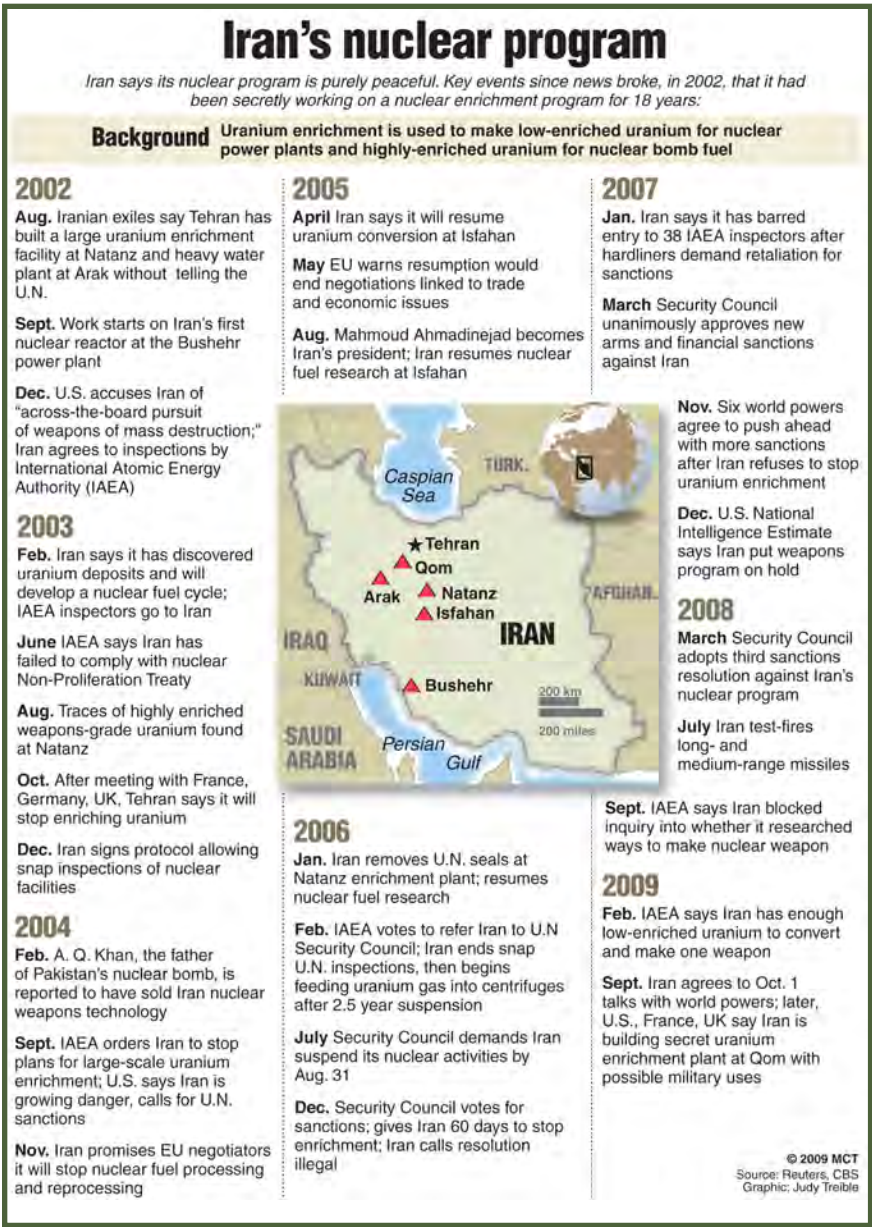 Iran's nuclear program
Iran says its nuclear program is purely peaceful. Key events since news broke, in 2002, that it had
been secretly working on a nuclear enrichment program for 18 years:
Background
Uranium enrichment is used to make low-enriched uranium for nuclear
power plants and highly-enriched uranium for nuclear bomb fuel
2002
Aug. Iranian exiles say Tehran has
built a large uranium enrichment
facility at Natanz and heavy water
plant at Arak without telling the
U.N.
Sept. Work starts on Iran's first
nuclear reactor at the Bushehr
power plant
Dec. U.S. accuses Iran of
"across-the-board pursuit
of weapons of mass destruction;"
Iran agrees to inspections by
International Atomic Energy
Authority (IAEA)
2003
Feb. Iran says it has discovered
uranium deposits and will
develop a nuclear fuel cycle;
IAEA inspectors go to Iran
June IAEA says Iran has
failed to comply with nuclear
Non-Proliferation Treaty
Aug. Traces of highly enriched
weapons-grade uranium found
at Natanz
Oct. After meeting with France,
Germany, UK, Tehran says it will
stop enriching uranium
Dec. Iran signs protocol allowing
snap inspections of nuclear
facilities
2004
Feb. A. Q. Khan, the father
of Pakistan's nuclear bomb, is
reported to have sold Iran nuclear
weapons technology
Sept. IAEA orders Iran to stop
plans for large-scale uranium
enrichment; U.S. says Iran is
growing danger, calls for U.N.
sanctions
Nov. Iran promises EU negotiators
it will stop nuclear fuel processing
and reprocessing
2005
April Iran says it will resume
uranium conversion at Isfahan
May EU warns resumption would
end negotiations linked to trade
and economic issues
Aug. Mahmoud Ahmadinejad becomes
Iran's president; Iran resumes nuclear
fuel research at Isfahan
Caspian
Sea
TURK.
Tehran
Qom
Arak
Natanz
Isfahan
AFGHAN.
IRAQ
IRAN
KUWAIT
Bushehr
200 km
200 miles
SAUDI
ARABIA
Persian
Gulf
2006
Jan. Iran removes U.N. seals at
Natanz enrichment plant; resumes
nuclear fuel research
Feb. IAEA votes to refer Iran to U.N
Security Council; Iran ends snap
U.N. inspections, then begins
feeding uranium gas into centrifuges
after 2.5 year suspension
July Security Council demands Iran
suspend its nuclear activities by
Aug. 31
Dec. Security Council votes for
sanctions; gives Iran 60 days to stop
enrichment; Iran calls resolution
illegal
2007
Jan. Iran says it has barred
entry to 38 IAEA inspectors after
hardliners demand retaliation for
sanctions
March Security Council
unanimously approves new
arms and financial sanctions
against Iran
Nov. Six world powers
agree to push ahead
with more sanctions
after Iran refuses to stop
uranium enrichment
Dec. U.S. National
Intelligence Estimate
says Iran put weapons
program on hold
2008
March Security Council
adopts third sanctions
resolution against Iran's
nuclear program
July Iran test-fires
long- and
medium-range missiles
Sept. IAEA says Iran blocked
inquiry into whether it researched
ways to make nuclear weapon
2009
Feb. IAEA says Iran has enough
low-enriched uranium to convert
and make one weapon
Sept. Iran agrees to Oct. 1
talks with world powers; later,
U.S., France, UK say Iran is
building secret uranium
enrichment plant at Qom with
possible military uses
© 2009 MCT
Source: Reuters, CBS
Graphic: Judy Treible